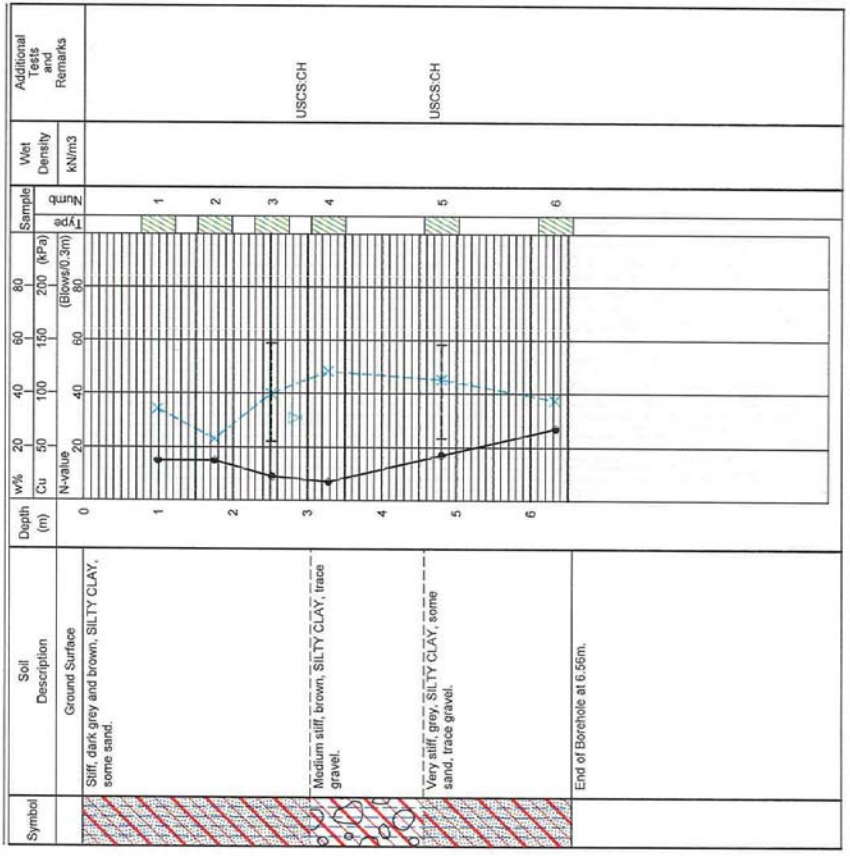 Symbol
Soil
Description
Depth
(m)
w%
20
40
60
80
Cu
50
100
150
200
(kPa)
N-value
20
40
60
80
(Blows/0.3m)
Sample
Type
Numb
Wet
Density
kN/m3
Additional
Tests
and
Remarks
Ground Surface
Stiff, dark grey and brown, SILTY CLAY,
some sand.
Medium stiff, brown, SILTY CLAY, trace
gravel.
Very stiff, grey, SILTY CLAY, some
sand, trace gravel.
End of Borehole at 6.56m.
0
1
2
3
4
5
6
1
2
3
4
5
6
USCS:CH
USCS:CH